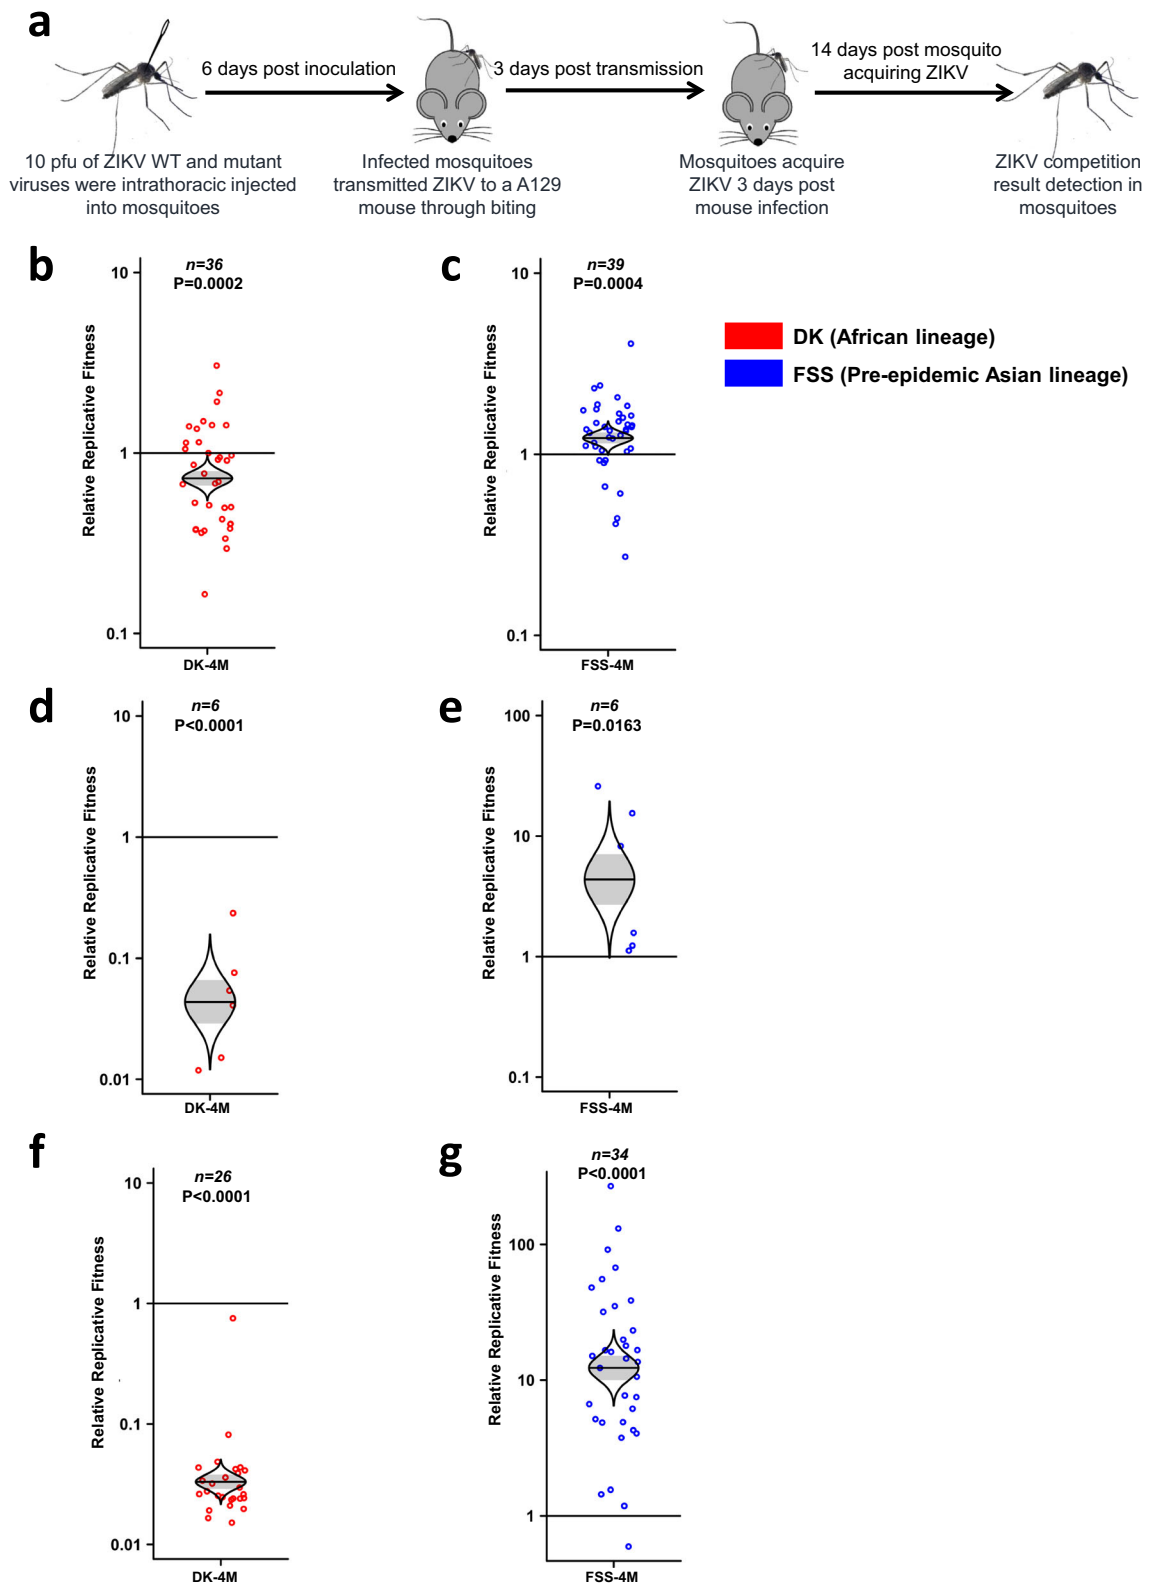 a
6 days post inoculation
3 days post transmission
14 days post mosquito
acquiring ZIKV
10 pfu of ZIKV WT and mutant
viruses were intrathoracic injected
into mosquitoes
Infected mosquitoes
transmitted ZIKV to a A129
mouse through biting
Mosquitoes acquire
ZIKV 3 days post
mouse infection
ZIKV competition
result detection in
mosquitoes
b
n=36
P=0.0002
Relative Replicative Fitness
10
1
0.1
DK-4M
c
n=39
P=0.0004
Relative Replicative Fitness
10
1
0.1
FSS-4M
DK (African lineage)
FSS (Pre-epidemic Asian lineage)
d
n=6
P<0.0001
Relative Replicative Fitness
10
1
0.1
0.01
DK-4M
e
n=6
P=0.0163
Relative Replicative Fitness
100
10
1
0.1
FSS-4M
f
n=26
P<0.0001
Relative Replicative Fitness
10
1
0.1
0.01
DK-4M
g
n=34
P<0.0001
Relative Replicative Fitness
100
10
1
FSS-4M